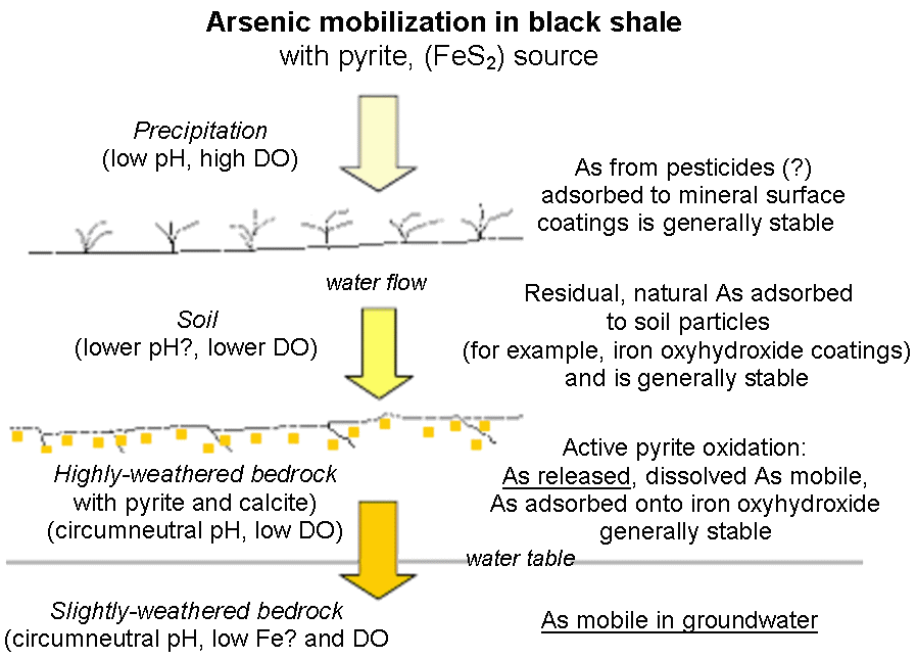 Arsenic mobilization in black shale
with pyrite, (FeS₂) source
Precipitation
(low pH, high DO)
As from pesticides (?)
adsorbed to mineral surface
coatings is generally stable
water flow
Soil
(lower pH?, lower DO)
Residual, natural As adsorbed
to soil particles
(for example, iron oxyhydroxide coatings)
and is generally stable
Highly-weathered bedrock
with pyrite and calcite)
(circumneutral pH, low DO)
Active pyrite oxidation:
As released, dissolved As mobile,
As adsorbed onto iron oxyhydroxide
generally stable
water table
Slightly-weathered bedrock
(circumneutral pH, low Fe? and DO
As mobile in groundwater